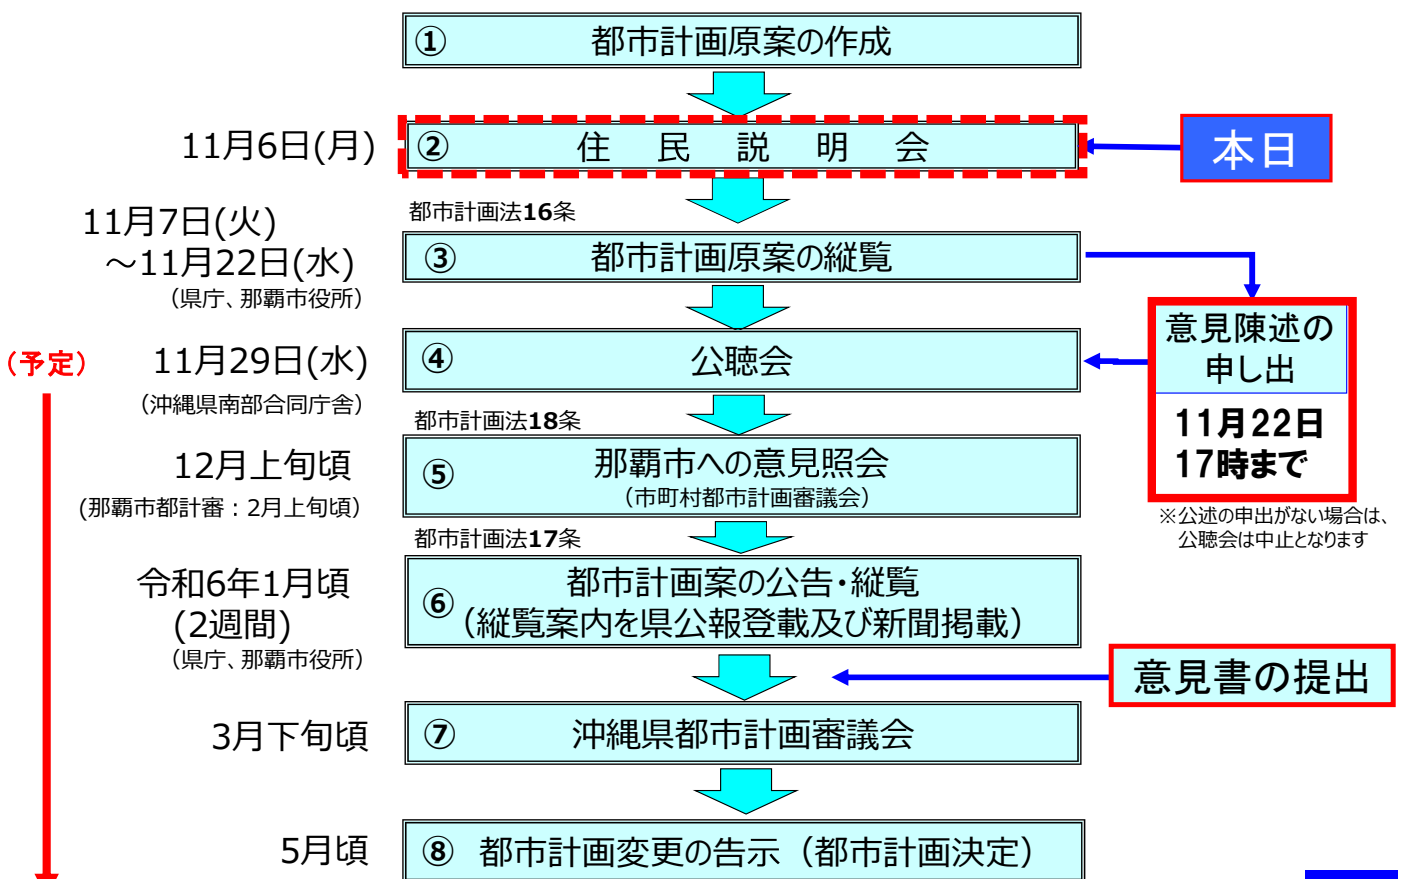 ① 都市計画原案の作成
11月6日(月)
② 住民説明会
本日
都市計画法16条
11月7日(火)
～11月22日(水)
（県庁、那覇市役所）
③ 都市計画原案の縦覧
意見陳述の
申し出
11月22日
17時まで
※公述の申出がない場合は、
公聴会は中止となります
（予定）
11月29日(水)
（沖縄県南部合同庁舎）
④ 公聴会
都市計画法18条
12月上旬頃
(那覇市都計審：2月上旬頃）
⑤ 那覇市への意見照会
（市町村都市計画審議会）
都市計画法17条
令和6年1月頃
(2週間)
（県庁、那覇市役所）
⑥ 都市計画案の公告・縦覧
（縦覧案内を県公報登載及び新聞掲載）
意見書の提出
3月下旬頃
⑦ 沖縄県都市計画審議会
5月頃
⑧ 都市計画変更の告示（都市計画決定）